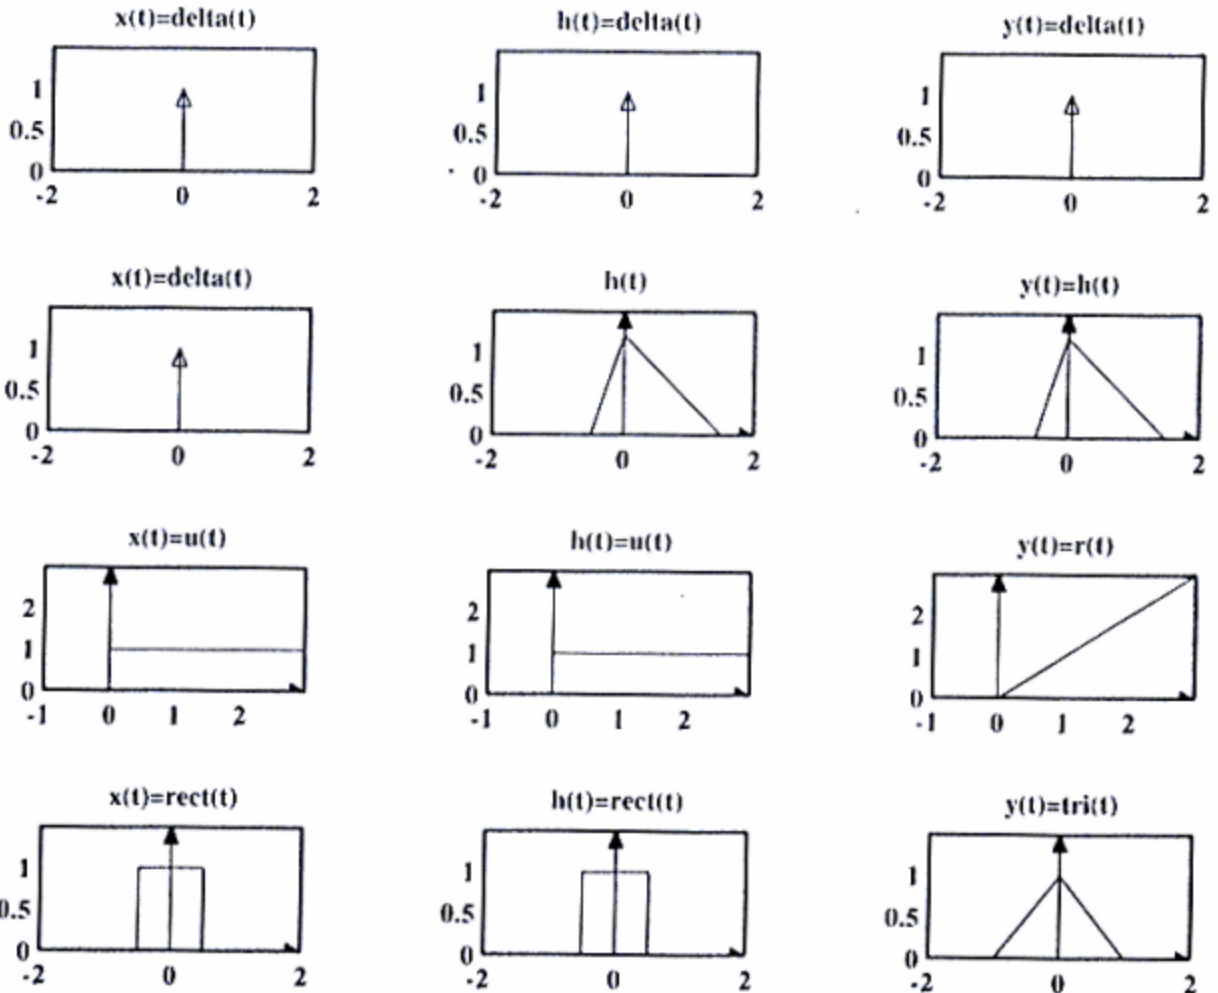 x(t)=delta(t) h(t)=delta(t) y(t)=delta(t)
1 1 1
0.5 0.5 0.5
0 0 0
-2 0 2 -2 0 2 -2 0 2
x(t)=delta(t) h(t) y(t)=h(t)
1 1 1
0.5 0.5 0.5
0 0 0
-2 0 2 -2 0 2 -2 0 2
x(t)=u(t) h(t)=u(t) y(t)=r(t)
2 2 2
1 1 1
0 0 0
-1 0 1 2 -1 0 1 2 -1 0 1 2
x(t)=rect(t) h(t)=rect(t) y(t)=tri(t)
1 1 1
0.5 0.5 0.5
0 0 0
-2 0 2 -2 0 2 -2 0 2